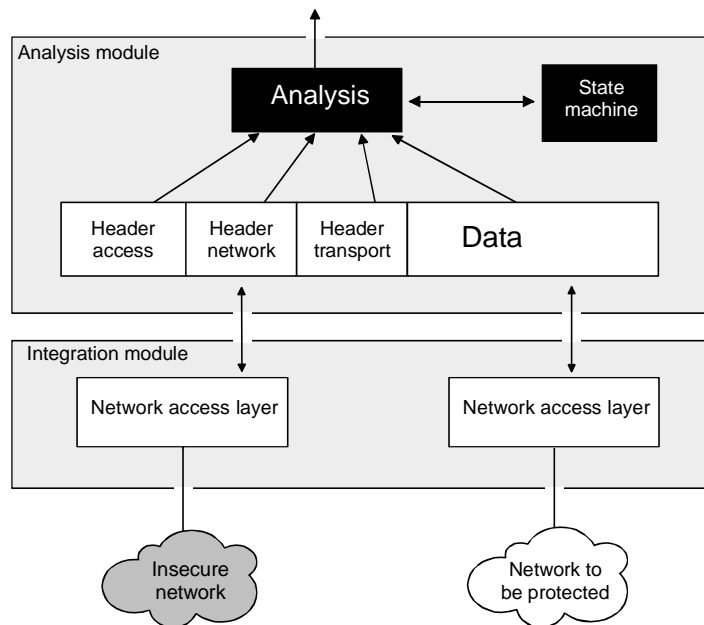 Analysis module
Analysis
State
machine
Header
access
Header
network
Header
transport
Data
Integration module
Network access layer
Network access layer
Insecure
network
Network to
be protected